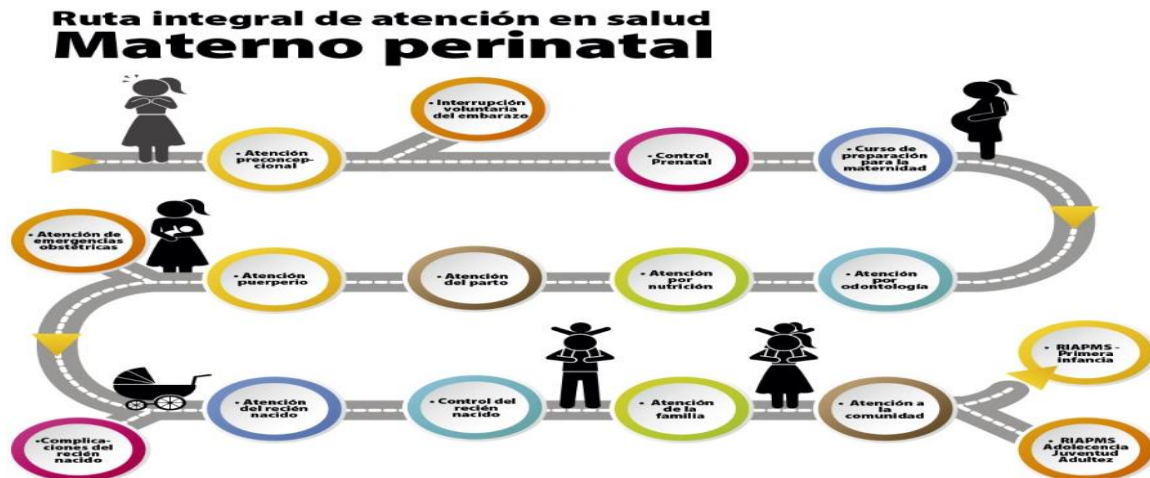 Ruta integral de atención en salud
Materno perinatal
• Atención
preconcep-
cional
• Interrupción
voluntaria
del embarazo
• Control
Prenatal
• Curso de
preparación
para la
maternidad
• Atención
por
odontología
• Atención
por
nutrición
• Atención
del parto
• Atención
puerperio
• Atención de
emergencias
obstétricas
• Complica-
ciones del
recién
nacido
• Atención
del recién
nacido
• Control del
recién
nacido
• Atención
de la
familia
• Atención a
la
comunidad
• RIAPMS -
Primera
infancia
• RIAPMS
Adolecencia
Juventud
Adultez